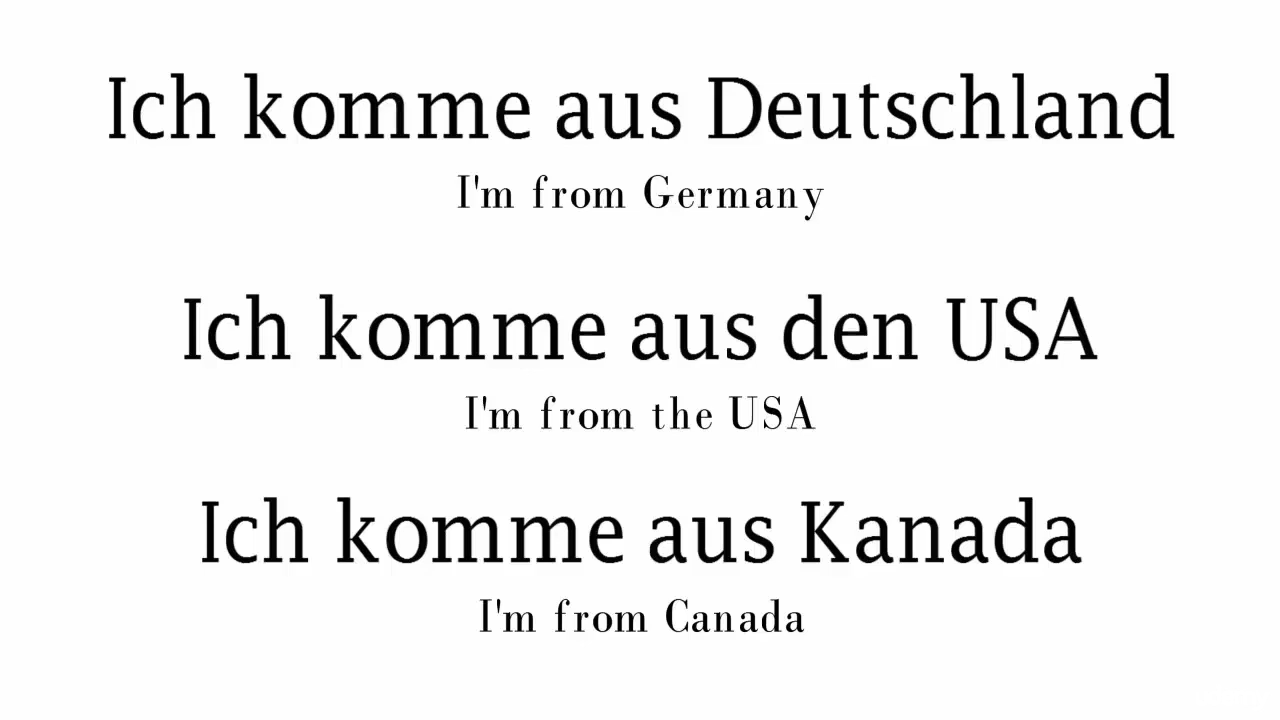 Ich komme aus Deutschland
I'm from Germany
Ich komme aus den USA
I'm from the USA
Ich komme aus Kanada
I'm from Canada